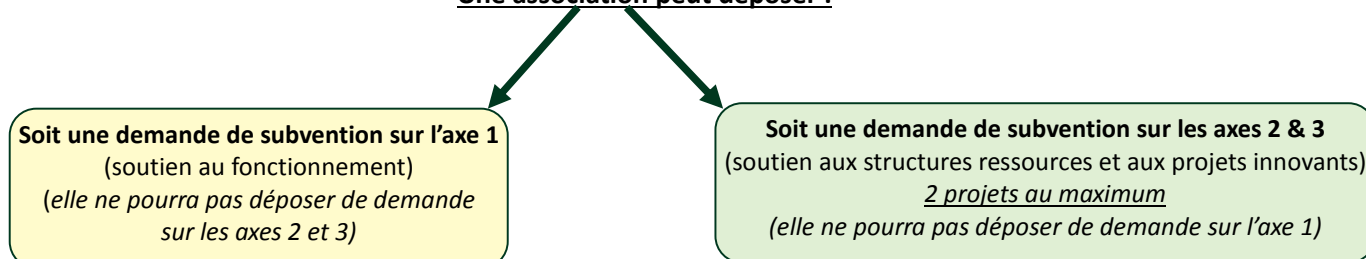 Une association peut déposer :
Soit une demande de subvention sur l’axe 1
(soutien au fonctionnement)
(elle ne pourra pas déposer de demande
sur les axes 2 et 3)
Soit une demande de subvention sur les axes 2 & 3
(soutien aux structures ressources et aux projets innovants)
2 projets au maximum
(elle ne pourra pas déposer de demande sur l’axe 1)